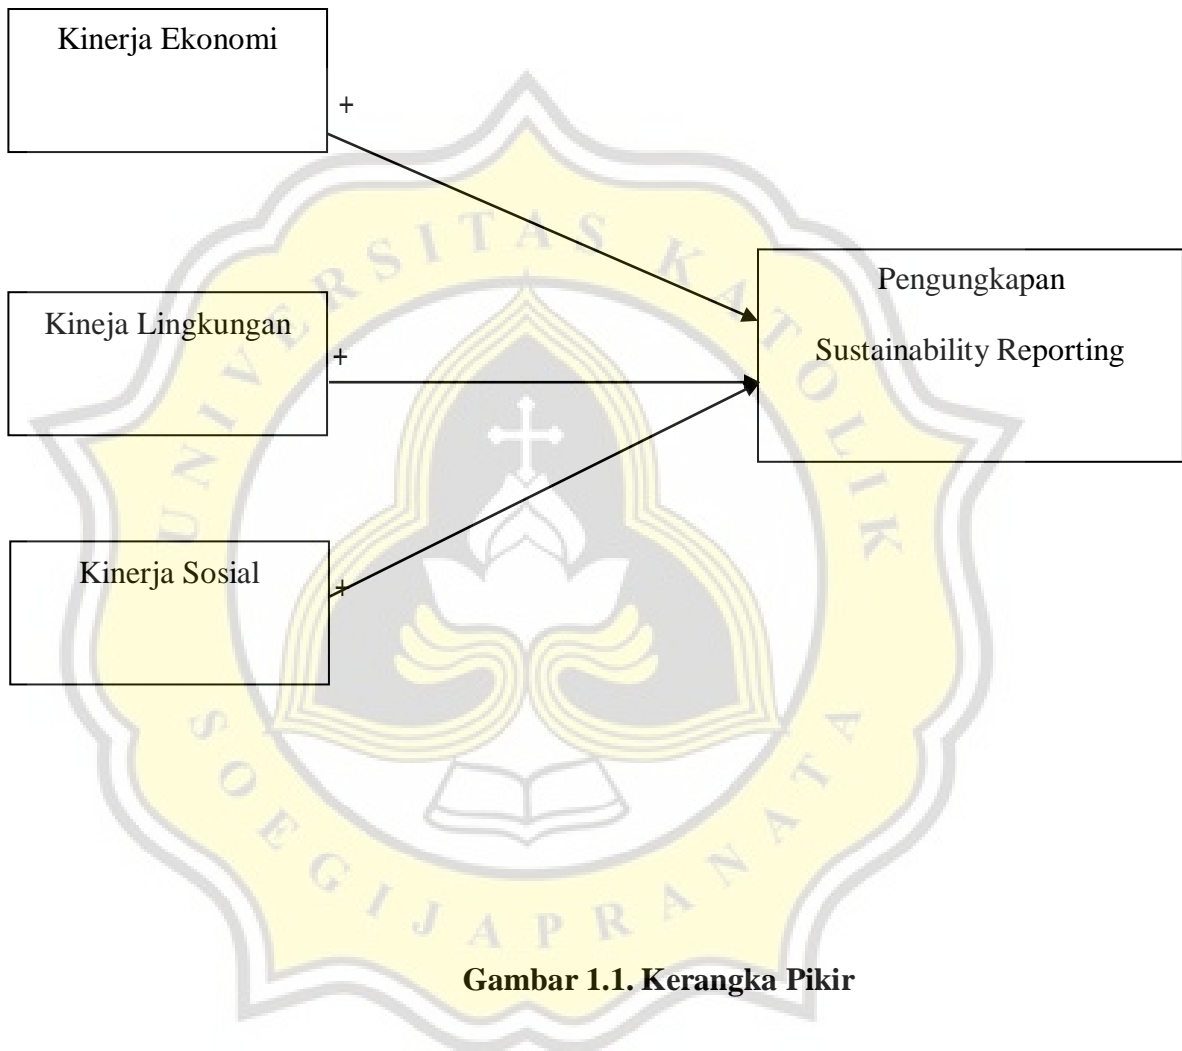 Kinerja Ekonomi
+
Kineja Lingkungan
+
Kinerja Sosial
+
Pengungkapan
Sustainability Reporting
UNIVERSITAS KATOLIK
SOEGIJAPRANATA
Gambar 1.1. Kerangka Pikir